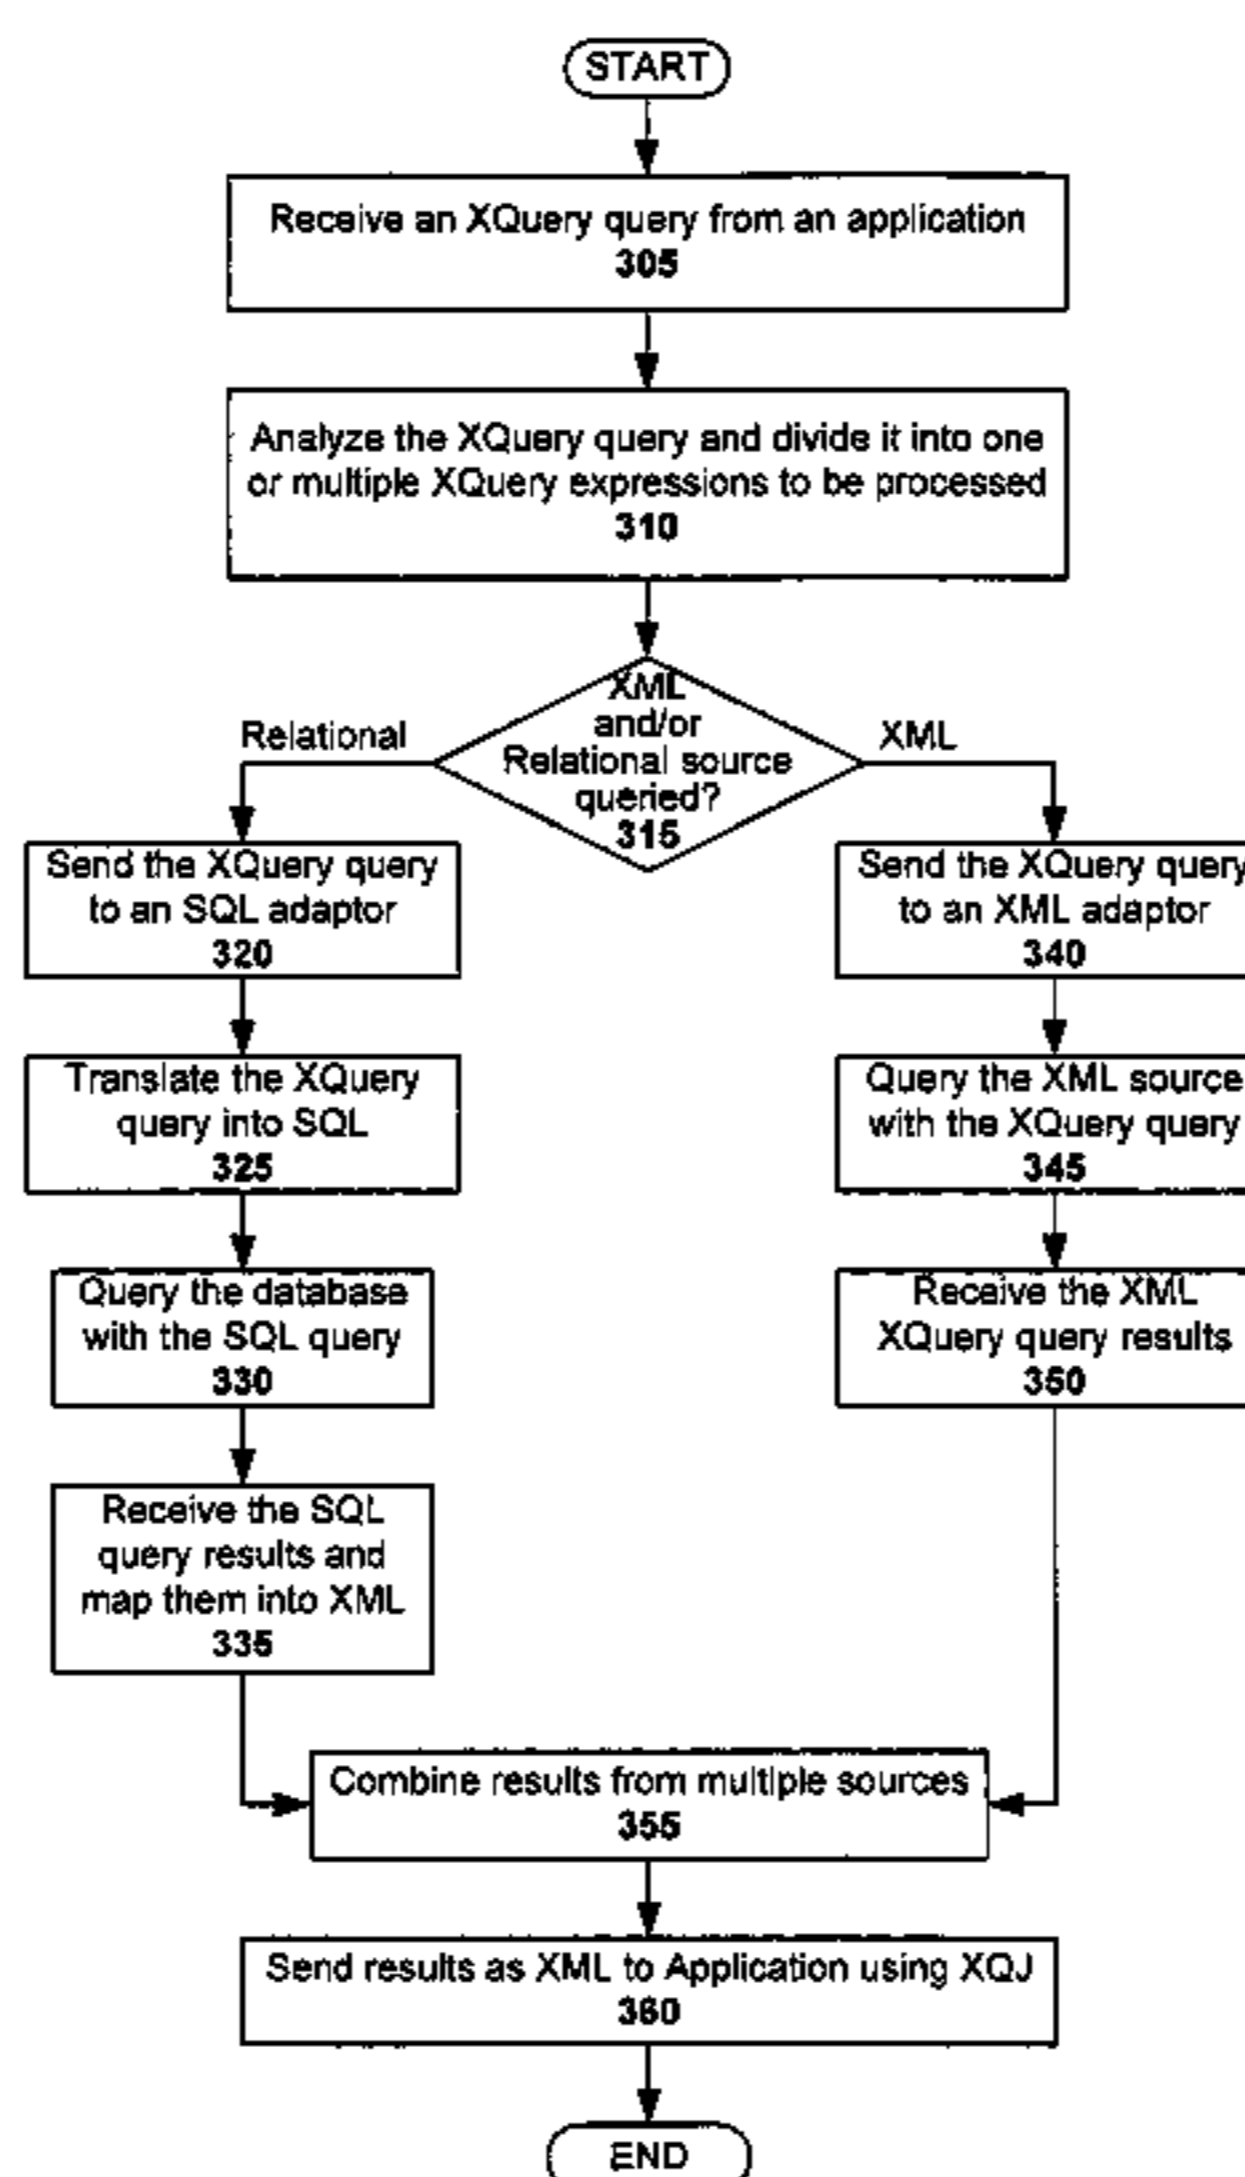 START
Receive an XQuery query from an application
305
Analyze the XQuery query and divide it into one
or multiple XQuery expressions to be processed
310
XML
and/or
Relational source
queried?
315
Relational
XML
Send the XQuery query
to an SQL adaptor
320
Translate the XQuery
query into SQL
325
Query the database
with the SQL query
330
Receive the SQL
query results and
map them into XML
335
Send the XQuery query
to an XML adaptor
340
Query the XML source
with the XQuery query
345
Receive the XML
XQuery query results
350
Combine results from multiple sources
355
Send results as XML to Application using XQJ
360
END